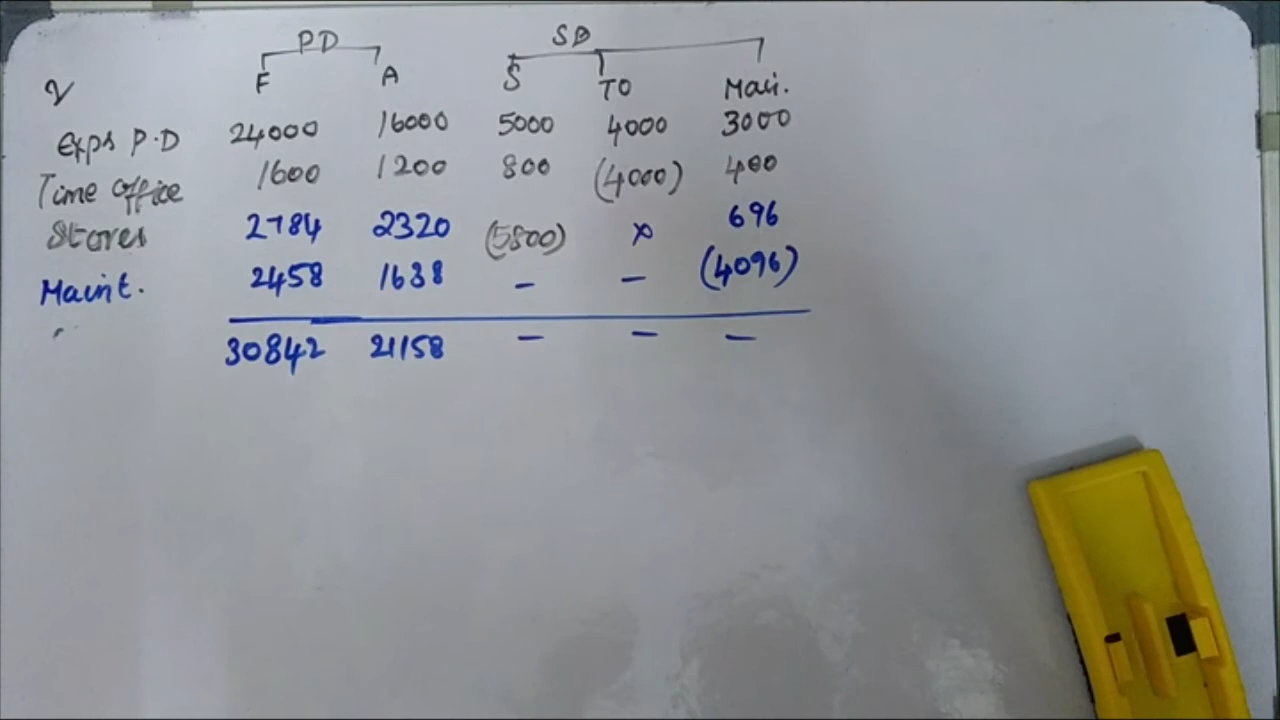 PD SD
V F A S TO Main.
Exps P.D 24000 16000 5000 4000 3000
Time office 1600 1200 800 (4000) 400
Stores 2784 2320 (5800) x 696
Maint. 2458 1638 - - (4096)
" 30842 21158 - - -